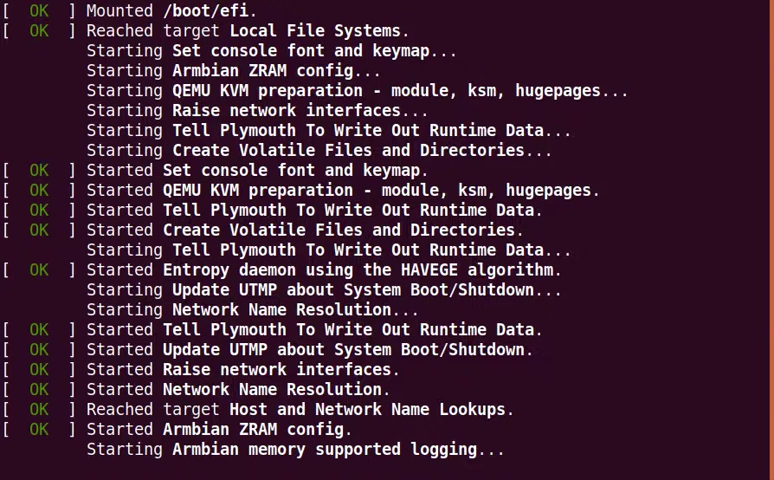 [  OK  ] Mounted /boot/efi.
[  OK  ] Reached target Local File Systems.
         Starting Set console font and keymap...
         Starting Armbian ZRAM config...
         Starting QEMU KVM preparation - module, ksm, hugepages...
         Starting Raise network interfaces...
         Starting Tell Plymouth To Write Out Runtime Data...
         Starting Create Volatile Files and Directories...
[  OK  ] Started Set console font and keymap.
[  OK  ] Started QEMU KVM preparation - module, ksm, hugepages.
[  OK  ] Started Tell Plymouth To Write Out Runtime Data.
[  OK  ] Started Create Volatile Files and Directories.
         Starting Tell Plymouth To Write Out Runtime Data...
[  OK  ] Started Entropy daemon using the HAVEGE algorithm.
         Starting Update UTMP about System Boot/Shutdown...
         Starting Network Name Resolution...
[  OK  ] Started Tell Plymouth To Write Out Runtime Data.
[  OK  ] Started Update UTMP about System Boot/Shutdown.
[  OK  ] Started Raise network interfaces.
[  OK  ] Started Network Name Resolution.
[  OK  ] Reached target Host and Network Name Lookups.
[  OK  ] Started Armbian ZRAM config.
         Starting Armbian memory supported logging...